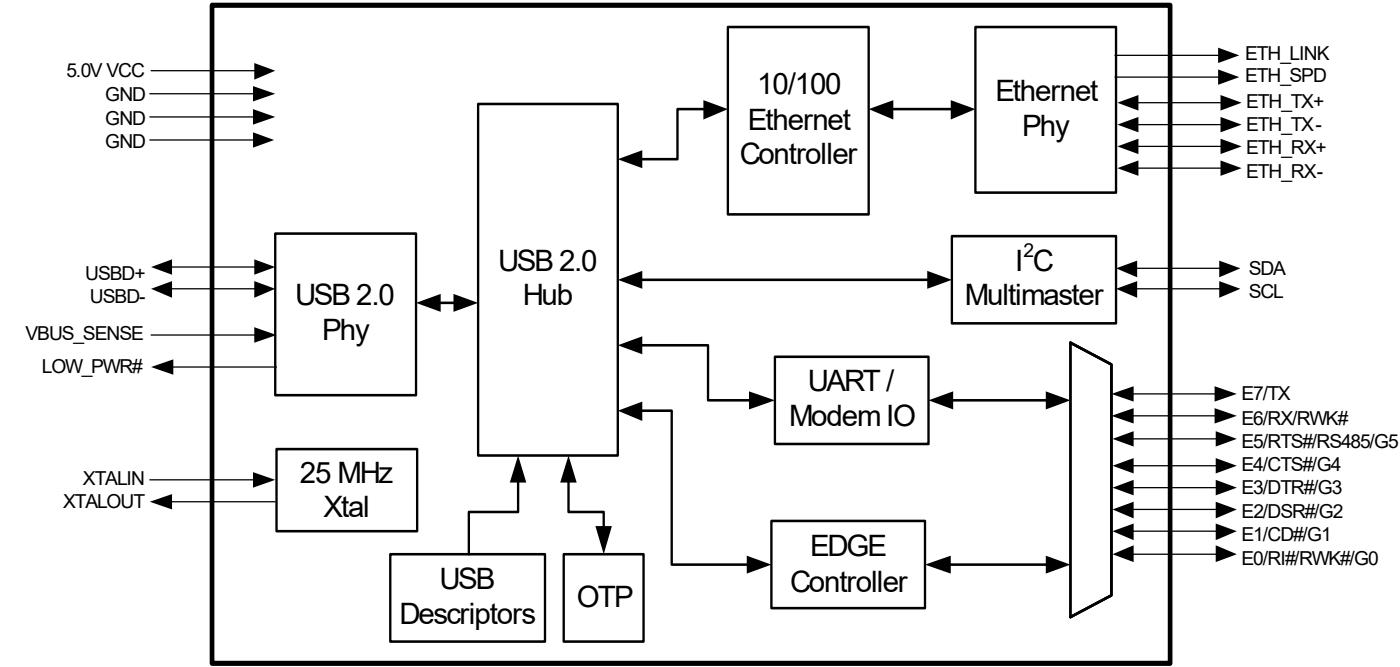 5.0V VCC
GND
GND
GND
USBD+
USBD-
VBUS_SENSE
LOW_PWR#
XTALIN
XTALOUT
USB 2.0
Phy
25 MHz
Xtal
USB 2.0
Hub
USB
Descriptors
OTP
10/100
Ethernet
Controller
Ethernet
Phy
I²C
Multimaster
UART /
Modem IO
EDGE
Controller
ETH_LINK
ETH_SPD
ETH_TX+
ETH_TX-
ETH_RX+
ETH_RX-
SDA
SCL
E7/TX
E6/RX/RWK#
E5/RTS#/RS485/G5
E4/CTS#/G4
E3/DTR#/G3
E2/DSR#/G2
E1/CD#/G1
E0/RI#/RWK#/G0